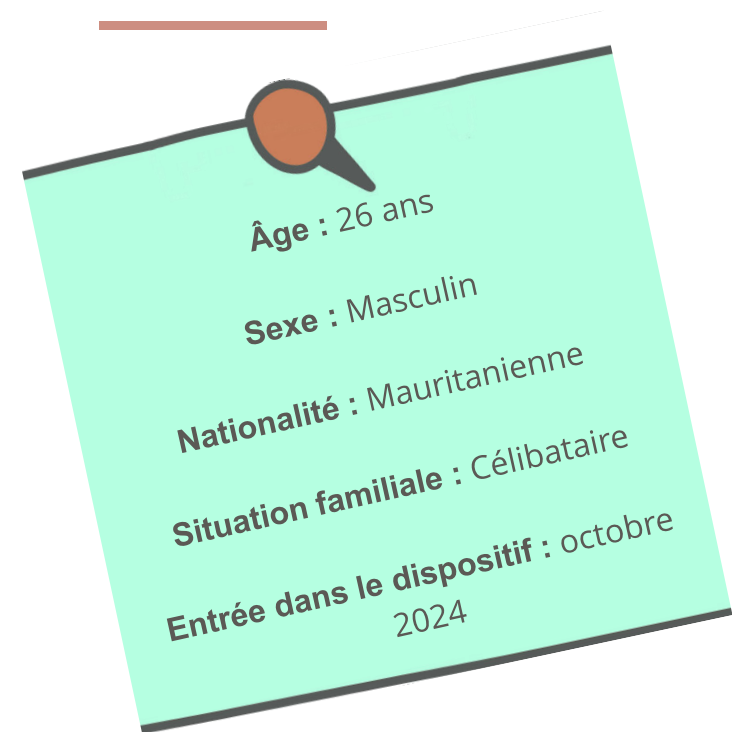 Âge : 26 ans
Sexe : Masculin
Nationalité : Mauritanienne
Situation familiale : Célibataire
Entrée dans le dispositif : octobre
2024